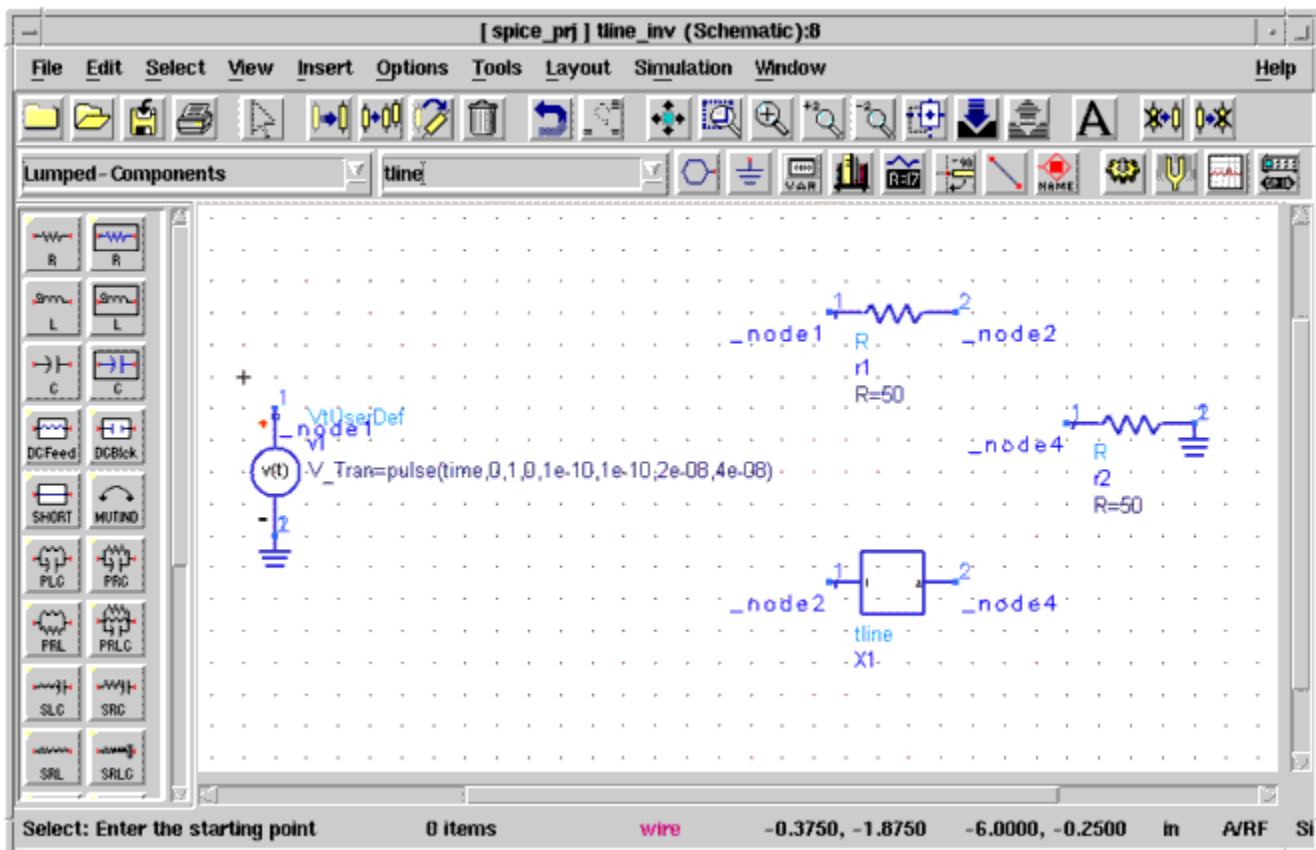 [ spice_prj ] tline_inv (Schematic):8
File Edit Select View Insert Options Tools Layout Simulation Window Help
+2 -2 A
Lumped-Components tline VAR NAME
R R
L L
C C
DCFeed DCBlck
SHORT MUTIND
PLC PRC
PRL PRLC
SLC SRC
SRL SRLC
1 2
_node1 _node2
R
r1
R=50
1 2
_node4
R
r2
R=50
1
VtUserDef
_node1
v1
v(t) V_Tran=pulse(time,0,1,0,1e-10,1e-10,2e-08,4e-08)
2
1 2
_node2 _node4
tline
X1
Select: Enter the starting point 0 items wire -0.3750, -1.8750 -6.0000, -0.2500 in A/RF Si